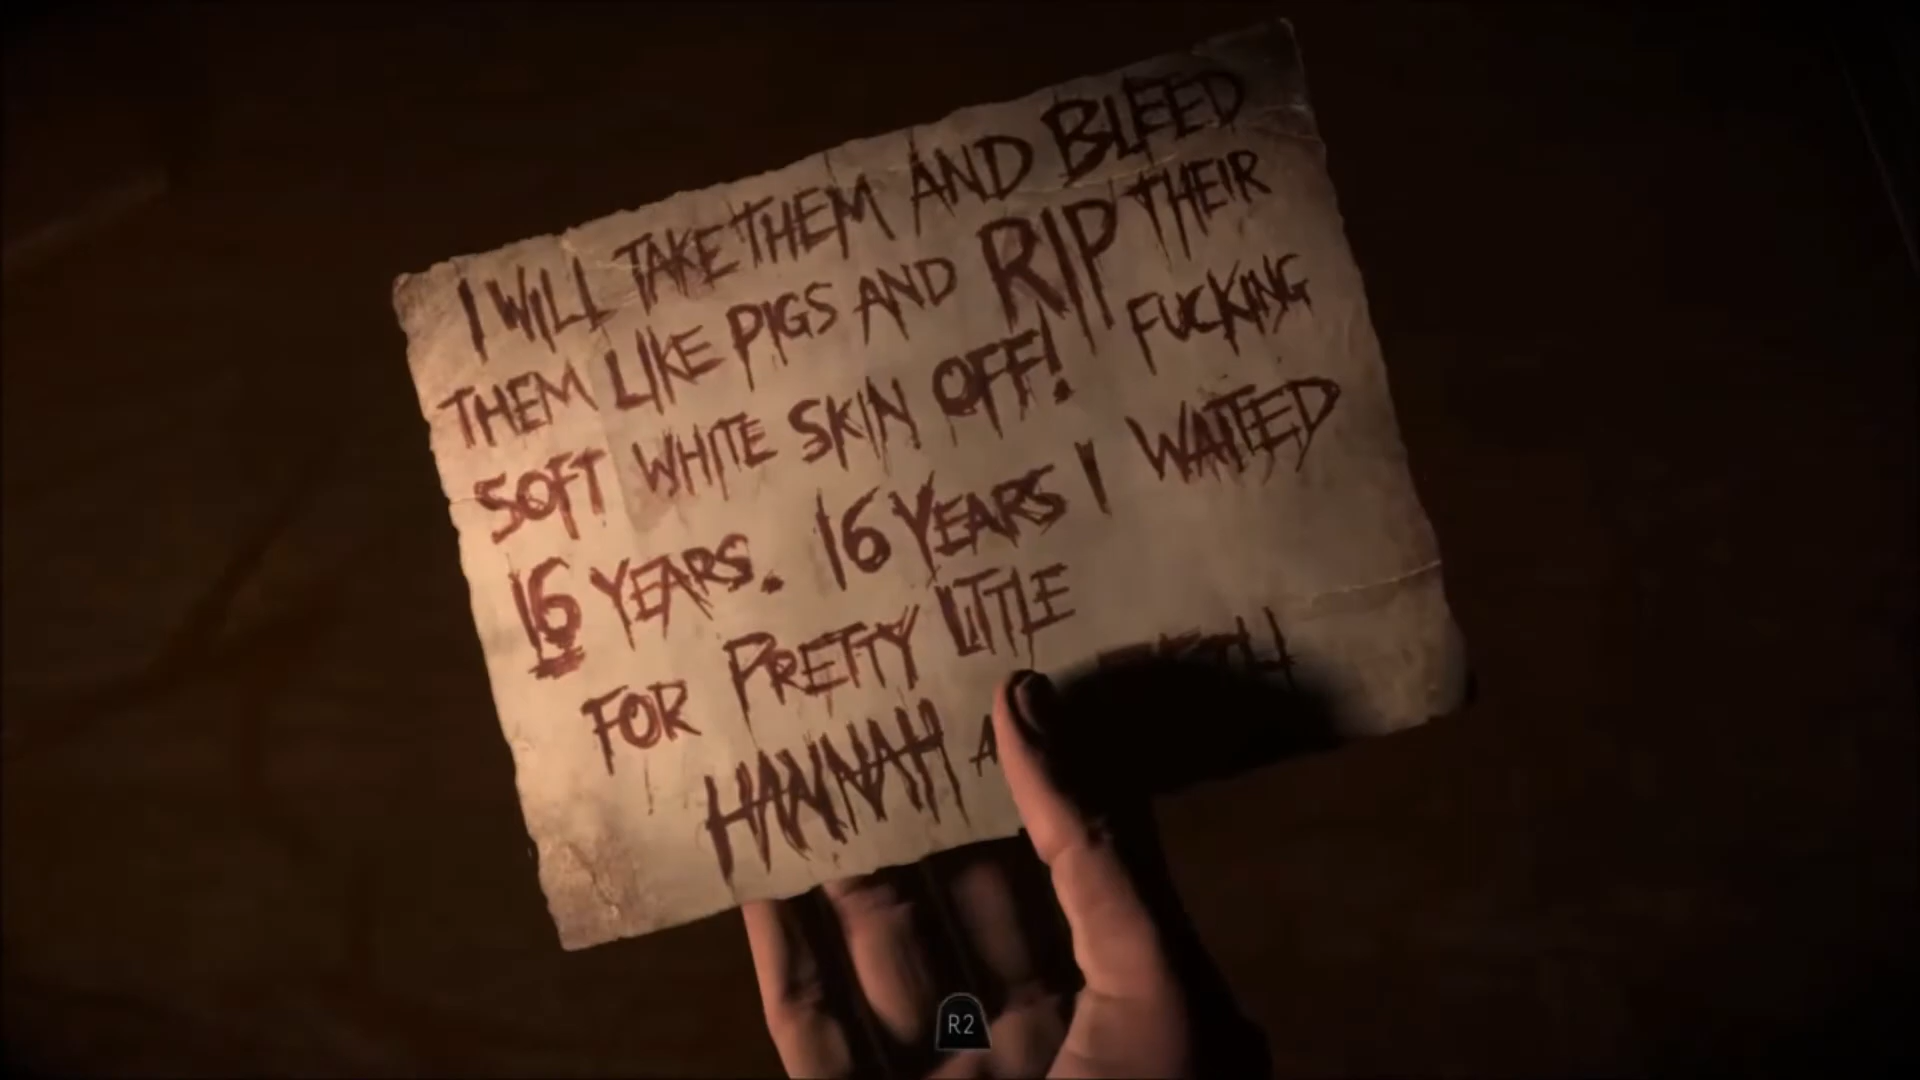 I WILL TAKE THEM AND BLEED
THEM LIKE PIGS AND RIP THEIR
SOFT WHITE SKIN OFF! FUCKING
16 YEARS. 16 YEARS I WAITED
FOR PRETTY LITTLE
HANNAH
R2